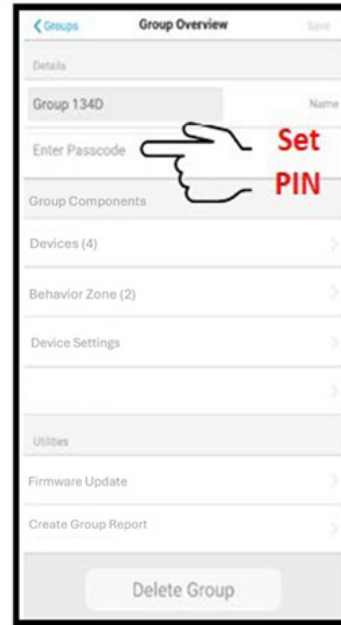 Groups Group Overview Save
Details
Group 134D Name
Enter Passcode
Set
PIN
Group Components
Devices (4)
Behavior Zone (2)
Device Settings
Utilities
Firmware Update
Create Group Report
Delete Group